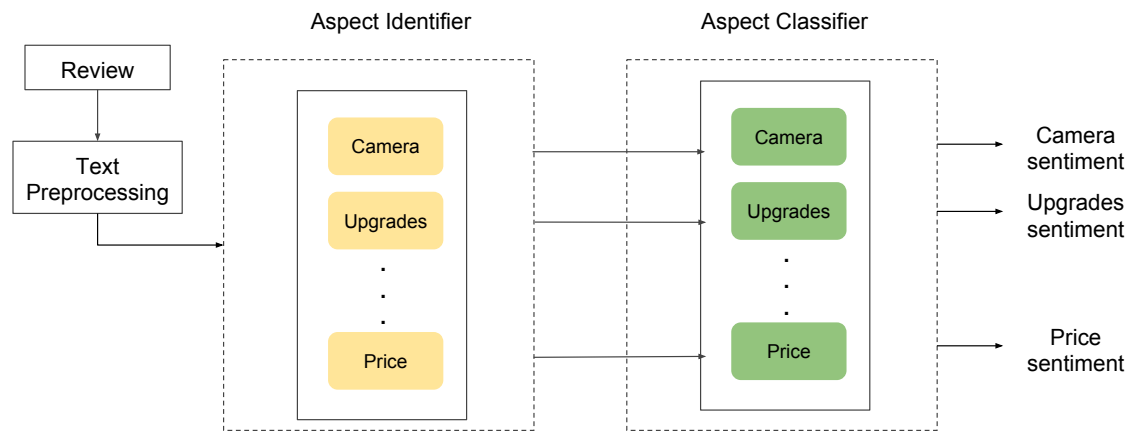 Aspect Identifier
Aspect Classifier
Review
Text
Preprocessing
Camera
Upgrades
.
.
.
Price
Camera
Upgrades
.
.
.
Price
Camera
sentiment
Upgrades
sentiment
Price
sentiment